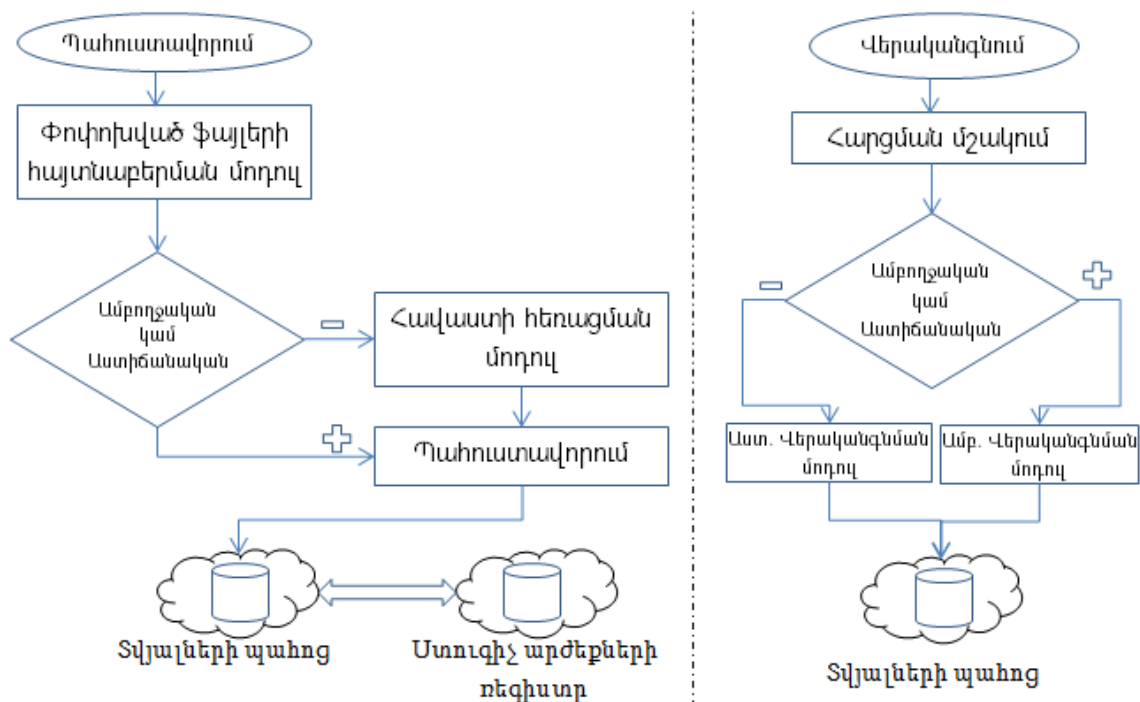 Պահուստավորում
Փոփոխված ֆայլերի
հայտնաբերման մոդուլ
Ամբողջական
կամ
Աստիճանական
Հավաստի հեռացման
մոդուլ
Պահուստավորում
Տվյալների պահոց
Ստուգիչ արժեքների
ռեգիստր
Վերականգնում
Հարցման մշակում
Ամբողջական
կամ
Աստիճանական
Աստ. Վերականգնման
մոդուլ
Ամբ. Վերականգնման
մոդուլ
Տվյալների պահոց